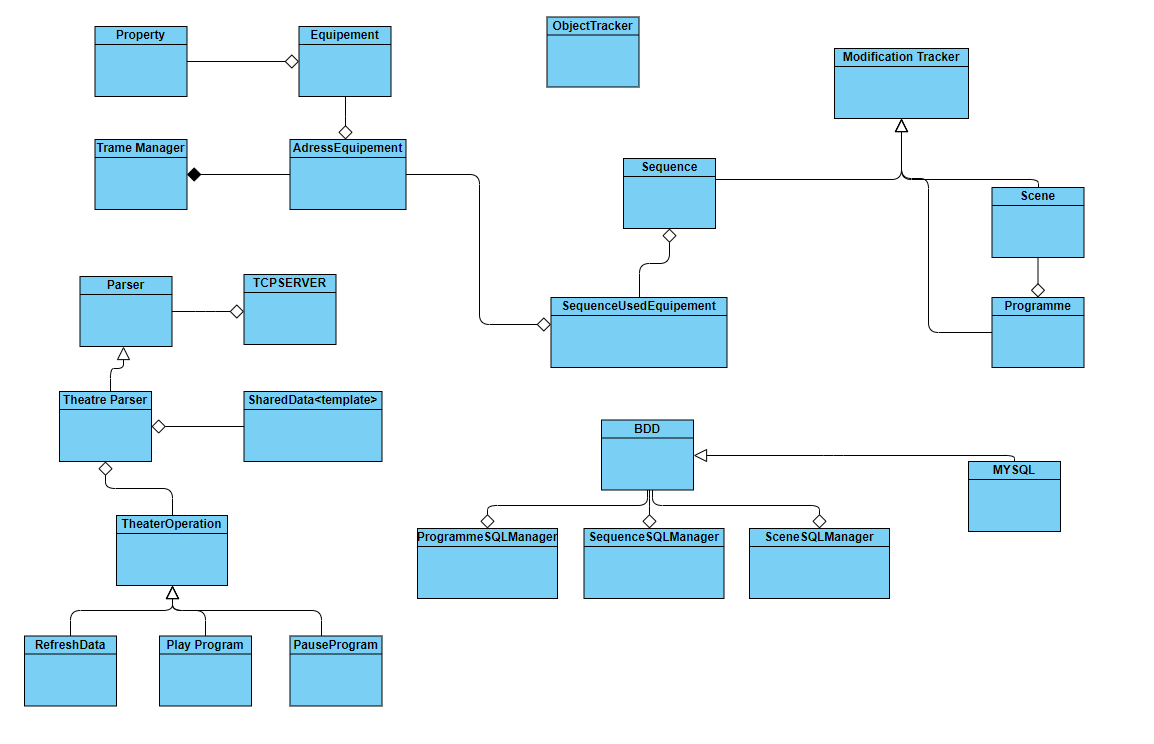 Property
Equipement
ObjectTracker
Modification Tracker
Trame Manager
AdressEquipement
Sequence
Scene
Parser
TCPSERVER
SequenceUsedEquipement
Programme
Theatre Parser
SharedData<template>
BDD
MYSQL
TheaterOperation
ProgrammeSQLManager
SequenceSQLManager
SceneSQLManager
RefreshData
Play Program
PauseProgram